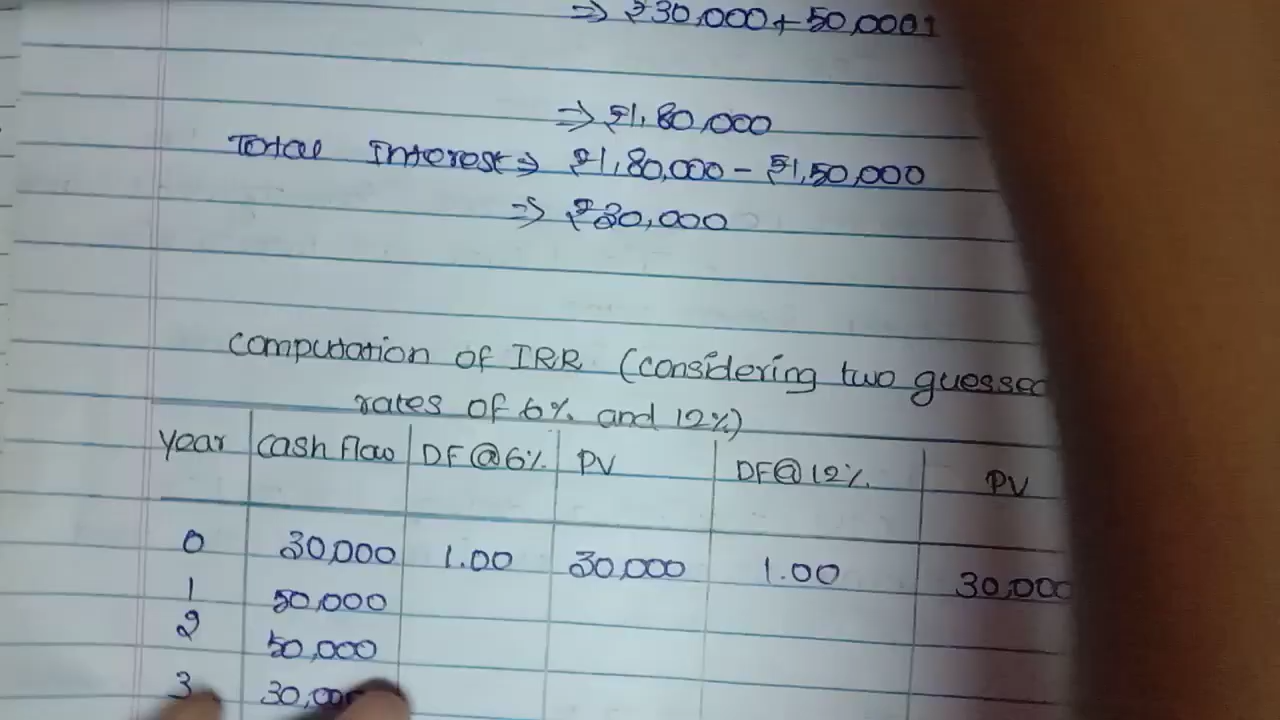 ⇒ ₹30,000 + 50,000
⇒ ₹1,80,000
Total Interest ⇒ ₹1,80,000 - ₹1,50,000
⇒ ₹30,000
Computation of IRR (considering two guessed
rates of 6% and 12%)
Year Cash Flow DF@6% PV DF@12% PV
0 30,000 1.00 30,000 1.00 30,000
1 50,000
2 50,000
3